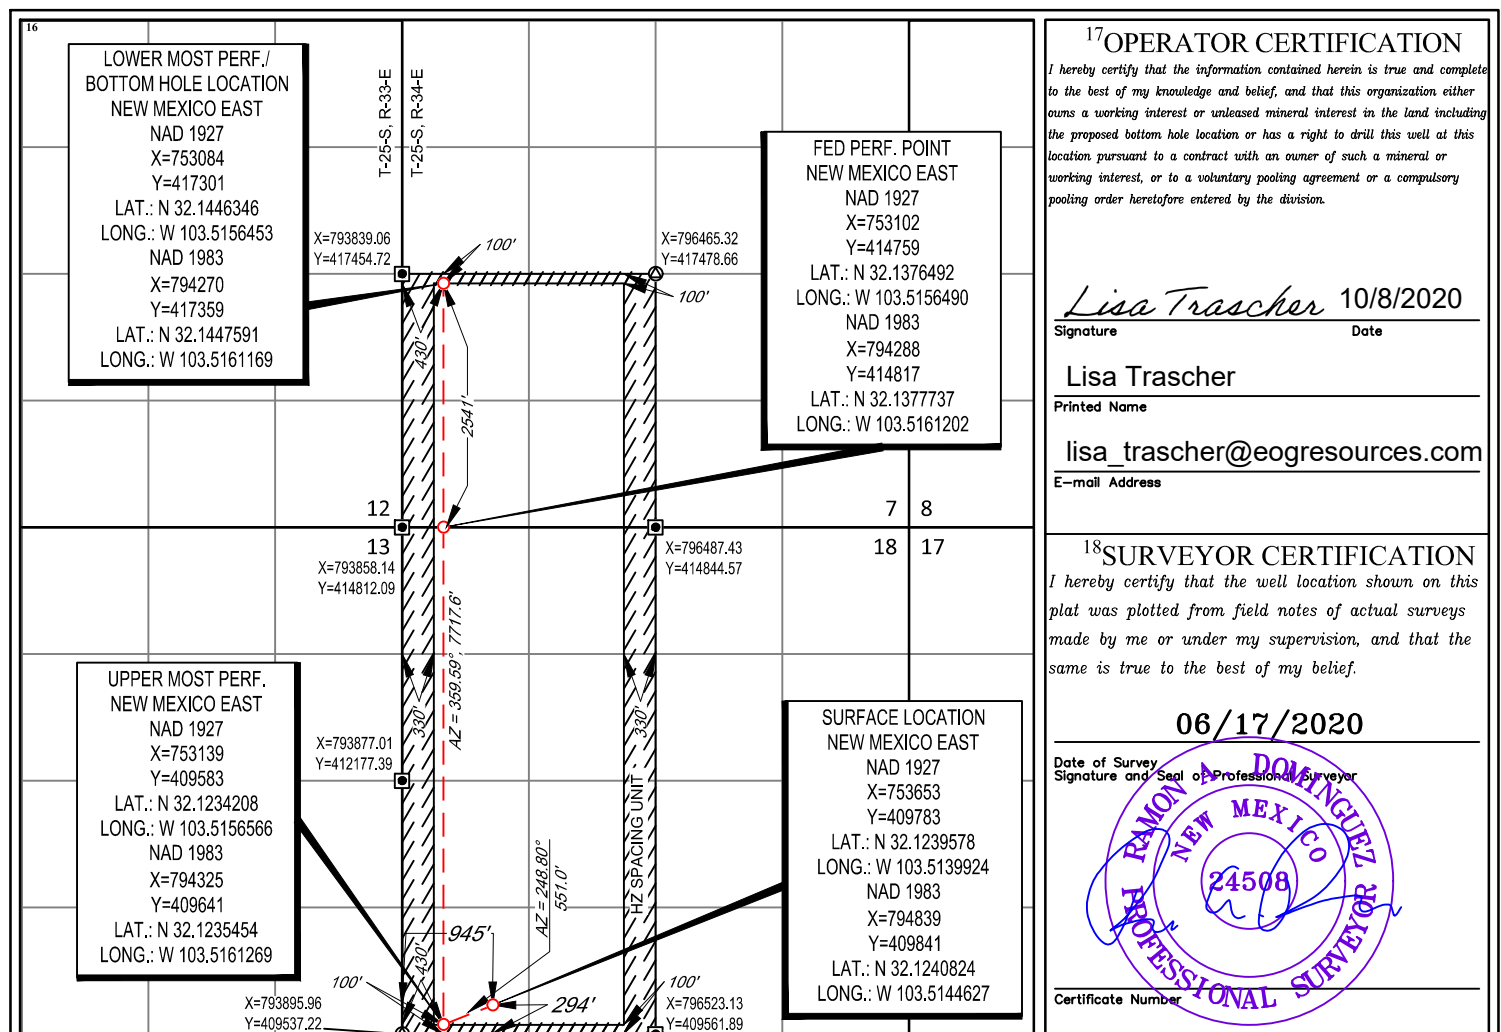 16
LOWER MOST PERF./
BOTTOM HOLE LOCATION
NEW MEXICO EAST
NAD 1927
X=753084
Y=417301
LAT.: N 32.1446346
LONG.: W 103.5156453
NAD 1983
X=794270
Y=417359
LAT.: N 32.1447591
LONG.: W 103.5161169
T-25-S, R-33-E
T-25-S, R-34-E
FED PERF. POINT
NEW MEXICO EAST
NAD 1927
X=753102
Y=414759
LAT.: N 32.1376492
LONG.: W 103.5156490
NAD 1983
X=794288
Y=414817
LAT.: N 32.1377737
LONG.: W 103.5161202
X=793839.06
Y=417454.72
100'
X=796465.32
Y=417478.66
100'
430'
2541'
12
13
7
8
18
17
X=793858.14
Y=414812.09
X=796487.43
Y=414844.57
AZ = 359.59°, 7717.6'
330'
330'
X=793877.01
Y=412177.39
UPPER MOST PERF.
NEW MEXICO EAST
NAD 1927
X=753139
Y=409583
LAT.: N 32.1234208
LONG.: W 103.5156566
NAD 1983
X=794325
Y=409641
LAT.: N 32.1235454
LONG.: W 103.5161269
SURFACE LOCATION
NEW MEXICO EAST
NAD 1927
X=753653
Y=409783
LAT.: N 32.1239578
LONG.: W 103.5139924
NAD 1983
X=794839
Y=409841
LAT.: N 32.1240824
LONG.: W 103.5144627
HZ SPACING UNIT
AZ = 248.80°
551.0'
945'
430'
100'
294'
100'
X=793895.96
Y=409537.22
X=796523.13
Y=409561.89
17OPERATOR CERTIFICATION
I hereby certify that the information contained herein is true and complete
to the best of my knowledge and belief, and that this organization either
owns a working interest or unleased mineral interest in the land including
the proposed bottom hole location or has a right to drill this well at this
location pursuant to a contract with an owner of such a mineral or
working interest, or to a voluntary pooling agreement or a compulsory
pooling order heretofore entered by the division.
Lisa Trascher 10/8/2020
Signature Date
Lisa Trascher
Printed Name
lisa_trascher@eogresources.com
E-mail Address
18SURVEYOR CERTIFICATION
I hereby certify that the well location shown on this
plat was plotted from field notes of actual surveys
made by me or under my supervision, and that the
same is true to the best of my belief.
06/17/2020
Date of Survey
Signature and Seal of Professional Surveyor
RAMON A. DOMINGUEZ
NEW MEXICO
24508
PROFESSIONAL SURVEYOR
Certificate Number